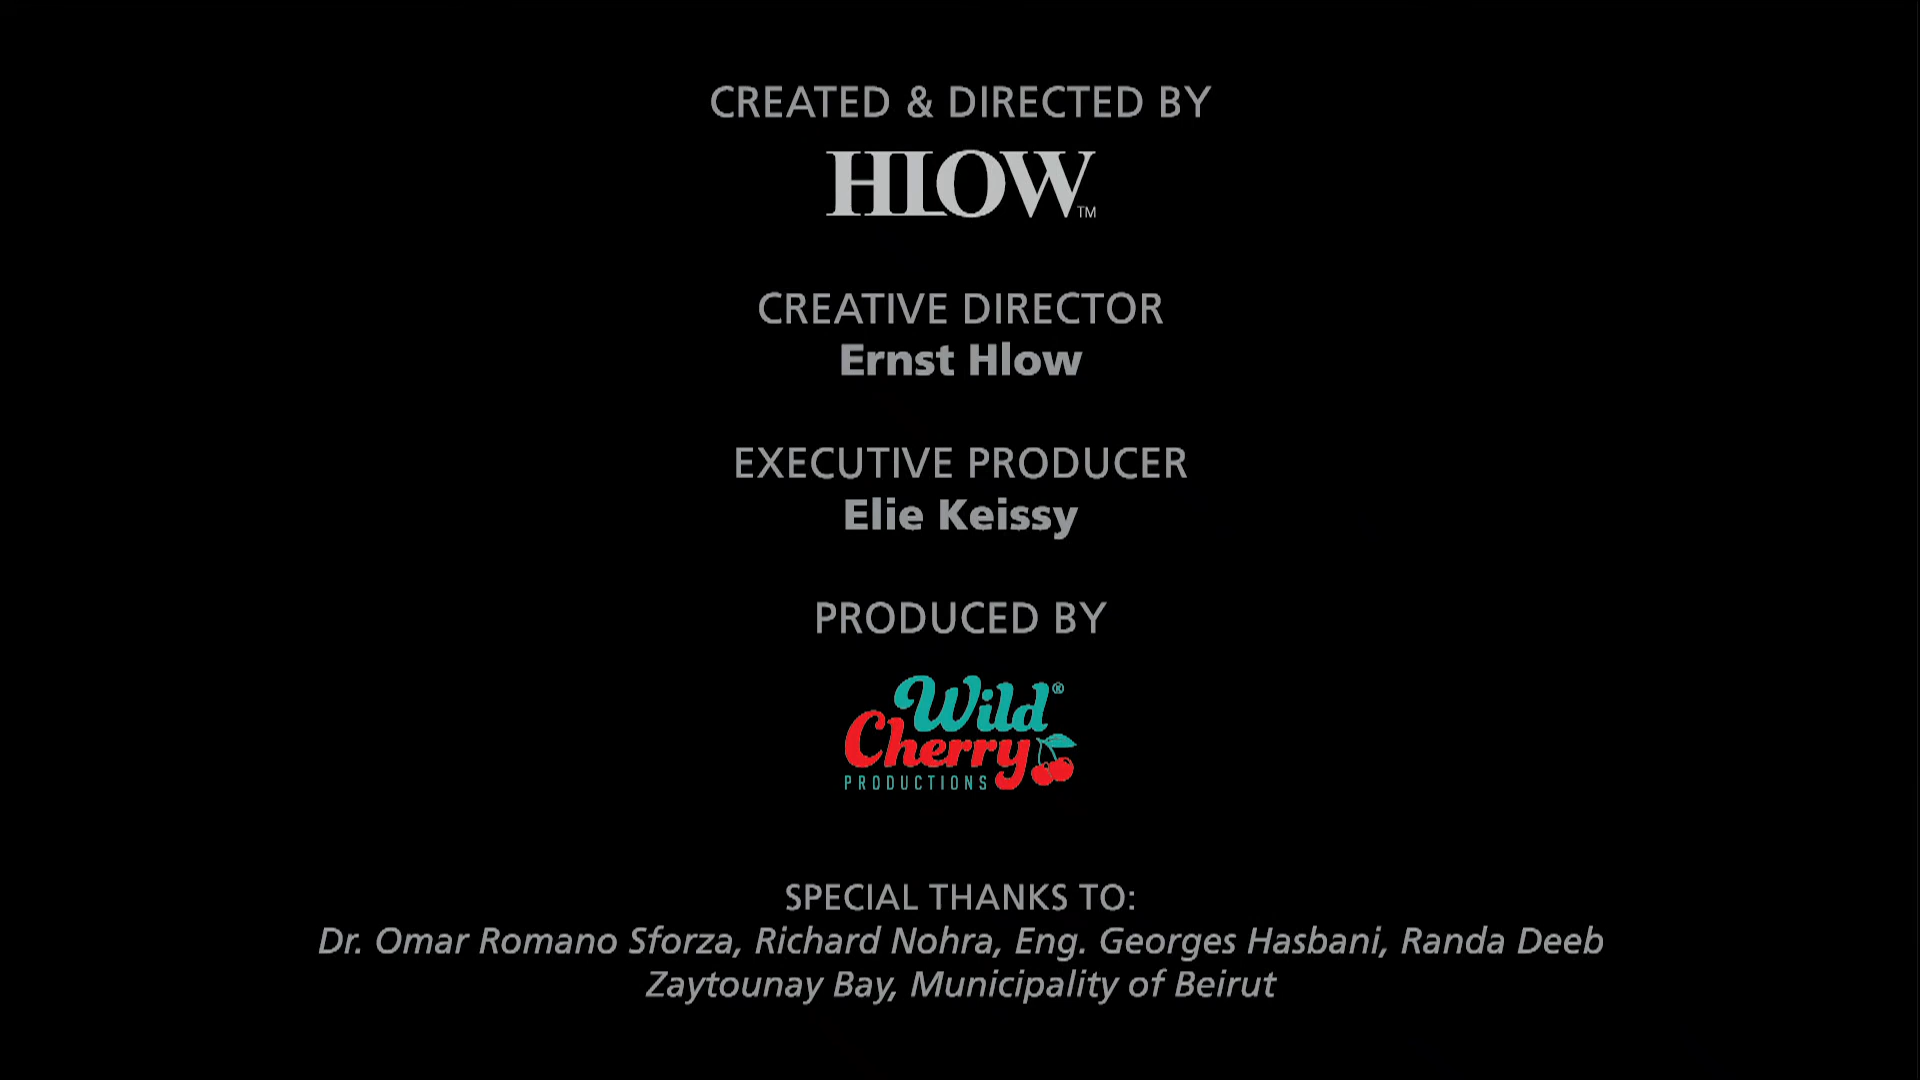 CREATED & DIRECTED BY
HLOW™
CREATIVE DIRECTOR
Ernst Hlow
EXECUTIVE PRODUCER
Elie Keissy
PRODUCED BY
Wild®
Cherry
PRODUCTIONS
SPECIAL THANKS TO:
Dr. Omar Romano Sforza, Richard Nohra, Eng. Georges Hasbani, Randa Deeb
Zaytounay Bay, Municipality of Beirut